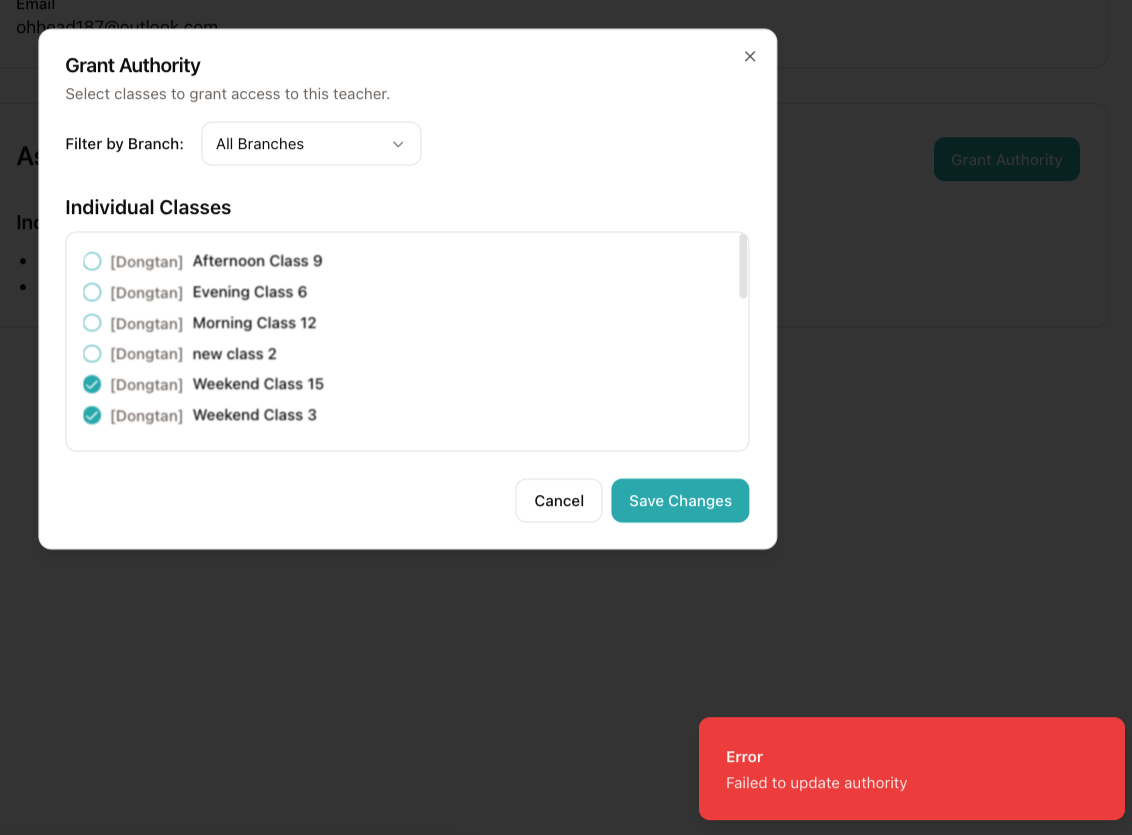 Email
ohhead187@outlook.com
Grant Authority
Select classes to grant access to this teacher.
Filter by Branch: All Branches
Grant Authority
Individual Classes
[Dongtan] Afternoon Class 9
[Dongtan] Evening Class 6
[Dongtan] Morning Class 12
[Dongtan] new class 2
[Dongtan] Weekend Class 15
[Dongtan] Weekend Class 3
Cancel Save Changes
Error
Failed to update authority